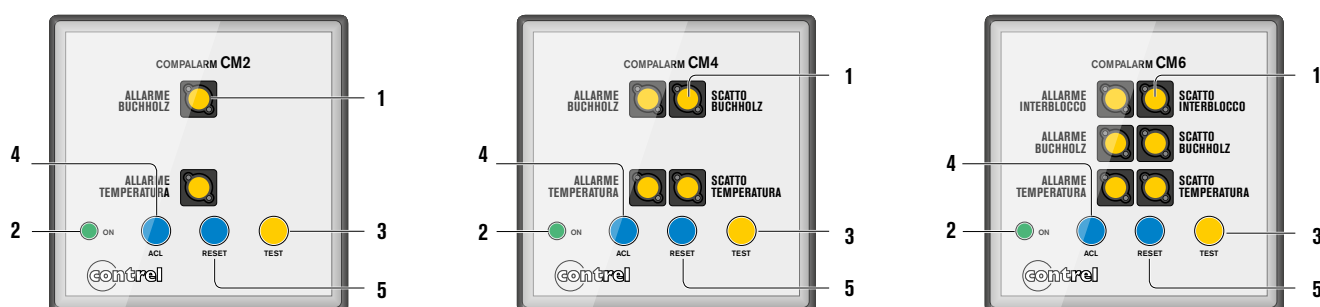 COMPALARM CM2
ALLARME
BUCHHOLZ
1
4
ALLARME
TEMPERATURA
2
ON
3
ACL
RESET
TEST
contrel
5
COMPALARM CM4
ALLARME
BUCHHOLZ
SCATTO
BUCHHOLZ
1
4
ALLARME
TEMPERATURA
SCATTO
TEMPERATURA
2
ON
3
ACL
RESET
TEST
contrel
5
COMPALARM CM6
ALLARME
INTERBLOCCO
SCATTO
INTERBLOCCO
1
ALLARME
BUCHHOLZ
SCATTO
BUCHHOLZ
4
ALLARME
TEMPERATURA
SCATTO
TEMPERATURA
2
ON
3
ACL
RESET
TEST
contrel
5